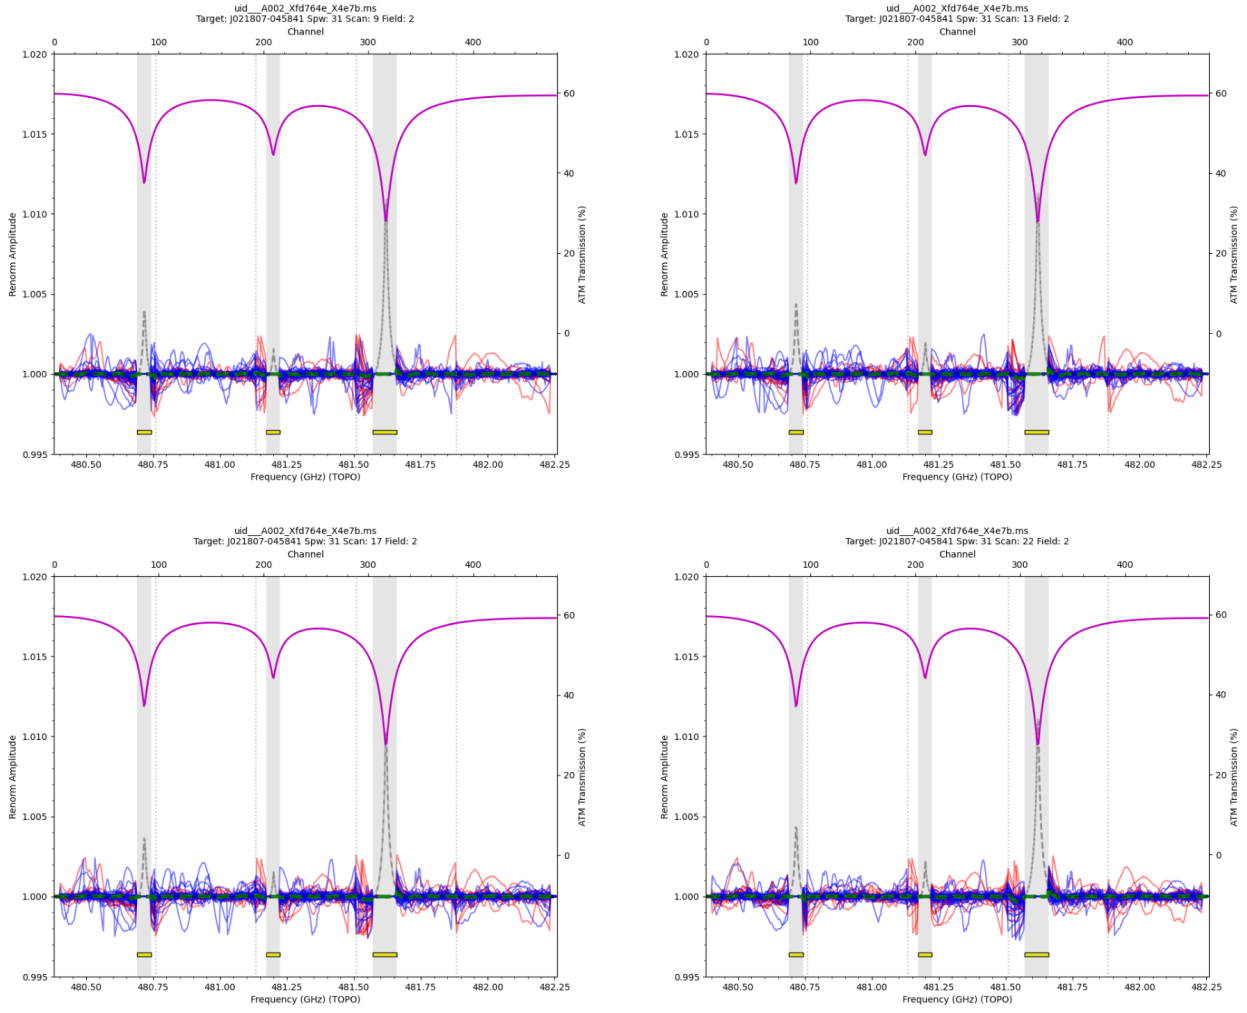 uid___A002_Xfd764e_X4e7b.ms
Target: J021807-045841 Spw: 31 Scan: 9 Field: 2
Channel
0 100 200 300 400
1.020
1.015
1.010
1.005
1.000
0.995
Renorm Amplitude
60
40
20
0
ATM Transmission (%)
480.50 480.75 481.00 481.25 481.50 481.75 482.00 482.25
Frequency (GHz) (TOPO)
uid___A002_Xfd764e_X4e7b.ms
Target: J021807-045841 Spw: 31 Scan: 13 Field: 2
Channel
0 100 200 300 400
1.020
1.015
1.010
1.005
1.000
0.995
Renorm Amplitude
60
40
20
0
ATM Transmission (%)
480.50 480.75 481.00 481.25 481.50 481.75 482.00 482.25
Frequency (GHz) (TOPO)
uid___A002_Xfd764e_X4e7b.ms
Target: J021807-045841 Spw: 31 Scan: 17 Field: 2
Channel
0 100 200 300 400
1.020
1.015
1.010
1.005
1.000
0.995
Renorm Amplitude
60
40
20
0
ATM Transmission (%)
480.50 480.75 481.00 481.25 481.50 481.75 482.00 482.25
Frequency (GHz) (TOPO)
uid___A002_Xfd764e_X4e7b.ms
Target: J021807-045841 Spw: 31 Scan: 22 Field: 2
Channel
0 100 200 300 400
1.020
1.015
1.010
1.005
1.000
0.995
Renorm Amplitude
60
40
20
0
ATM Transmission (%)
480.50 480.75 481.00 481.25 481.50 481.75 482.00 482.25
Frequency (GHz) (TOPO)